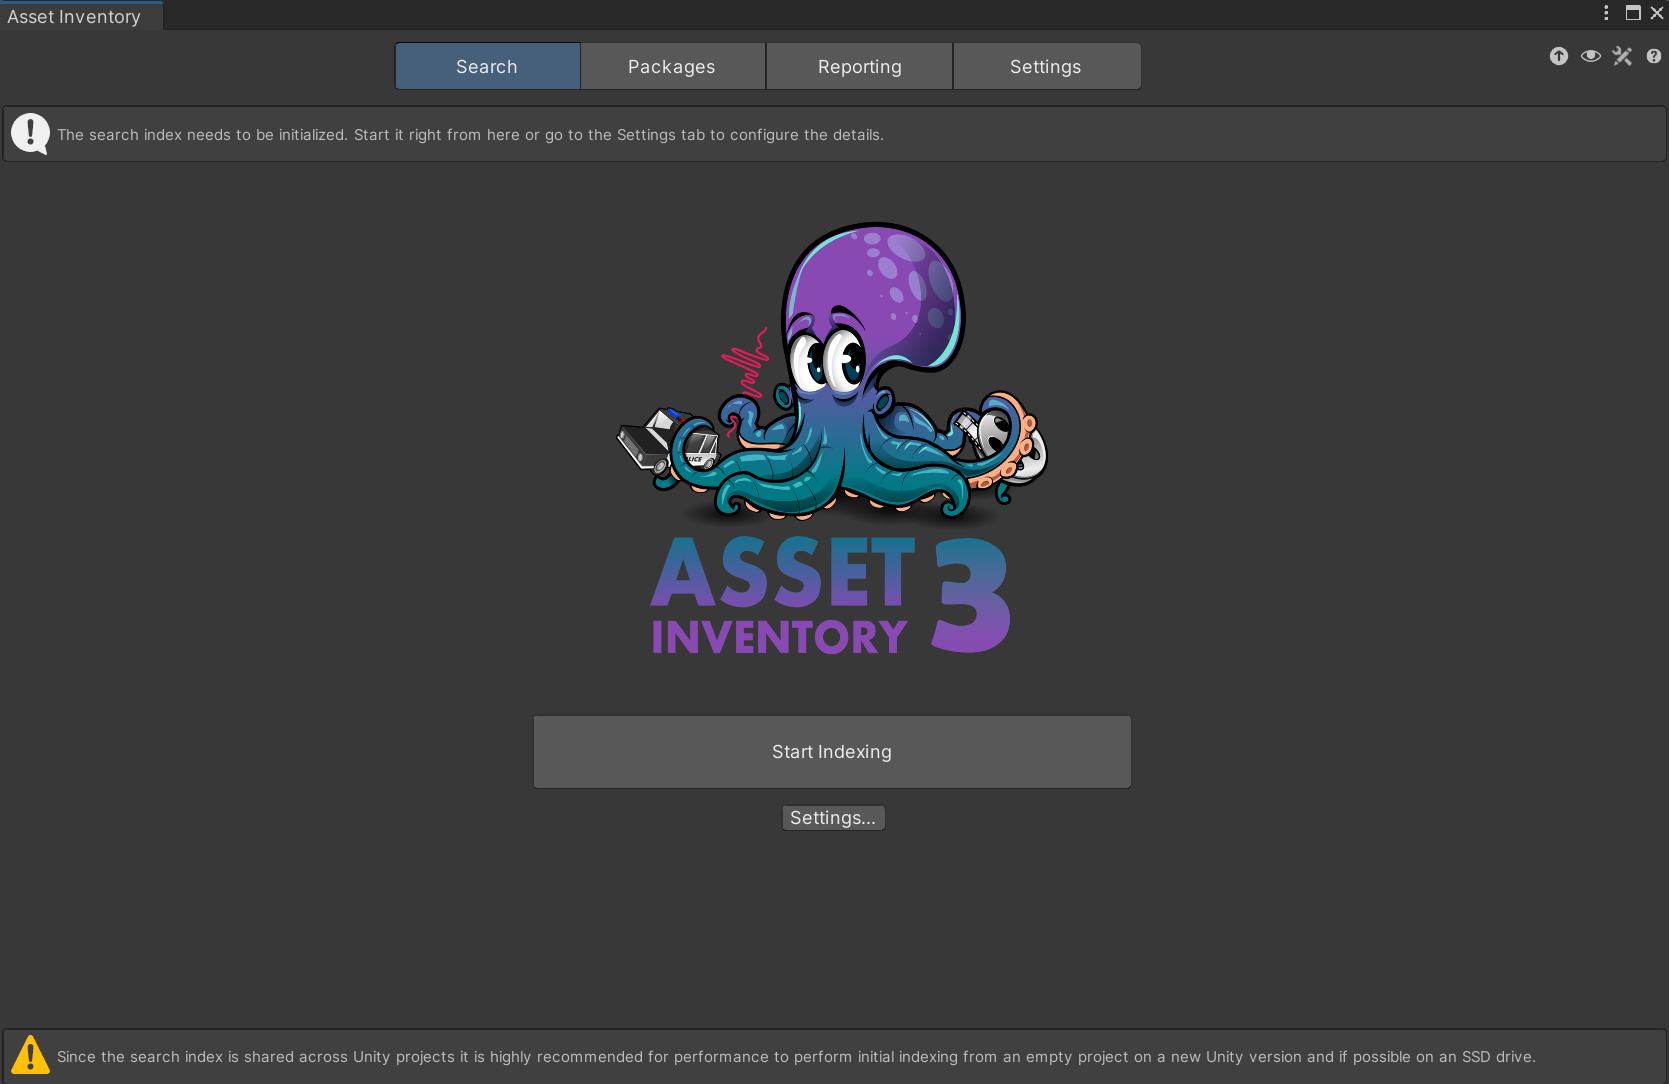 Asset Inventory
Search
Packages
Reporting
Settings
The search index needs to be initialized. Start it right from here or go to the Settings tab to configure the details.
LICE
ASSET
INVENTORY
3
Start Indexing
Settings...
Since the search index is shared across Unity projects it is highly recommended for performance to perform initial indexing from an empty project on a new Unity version and if possible on an SSD drive.